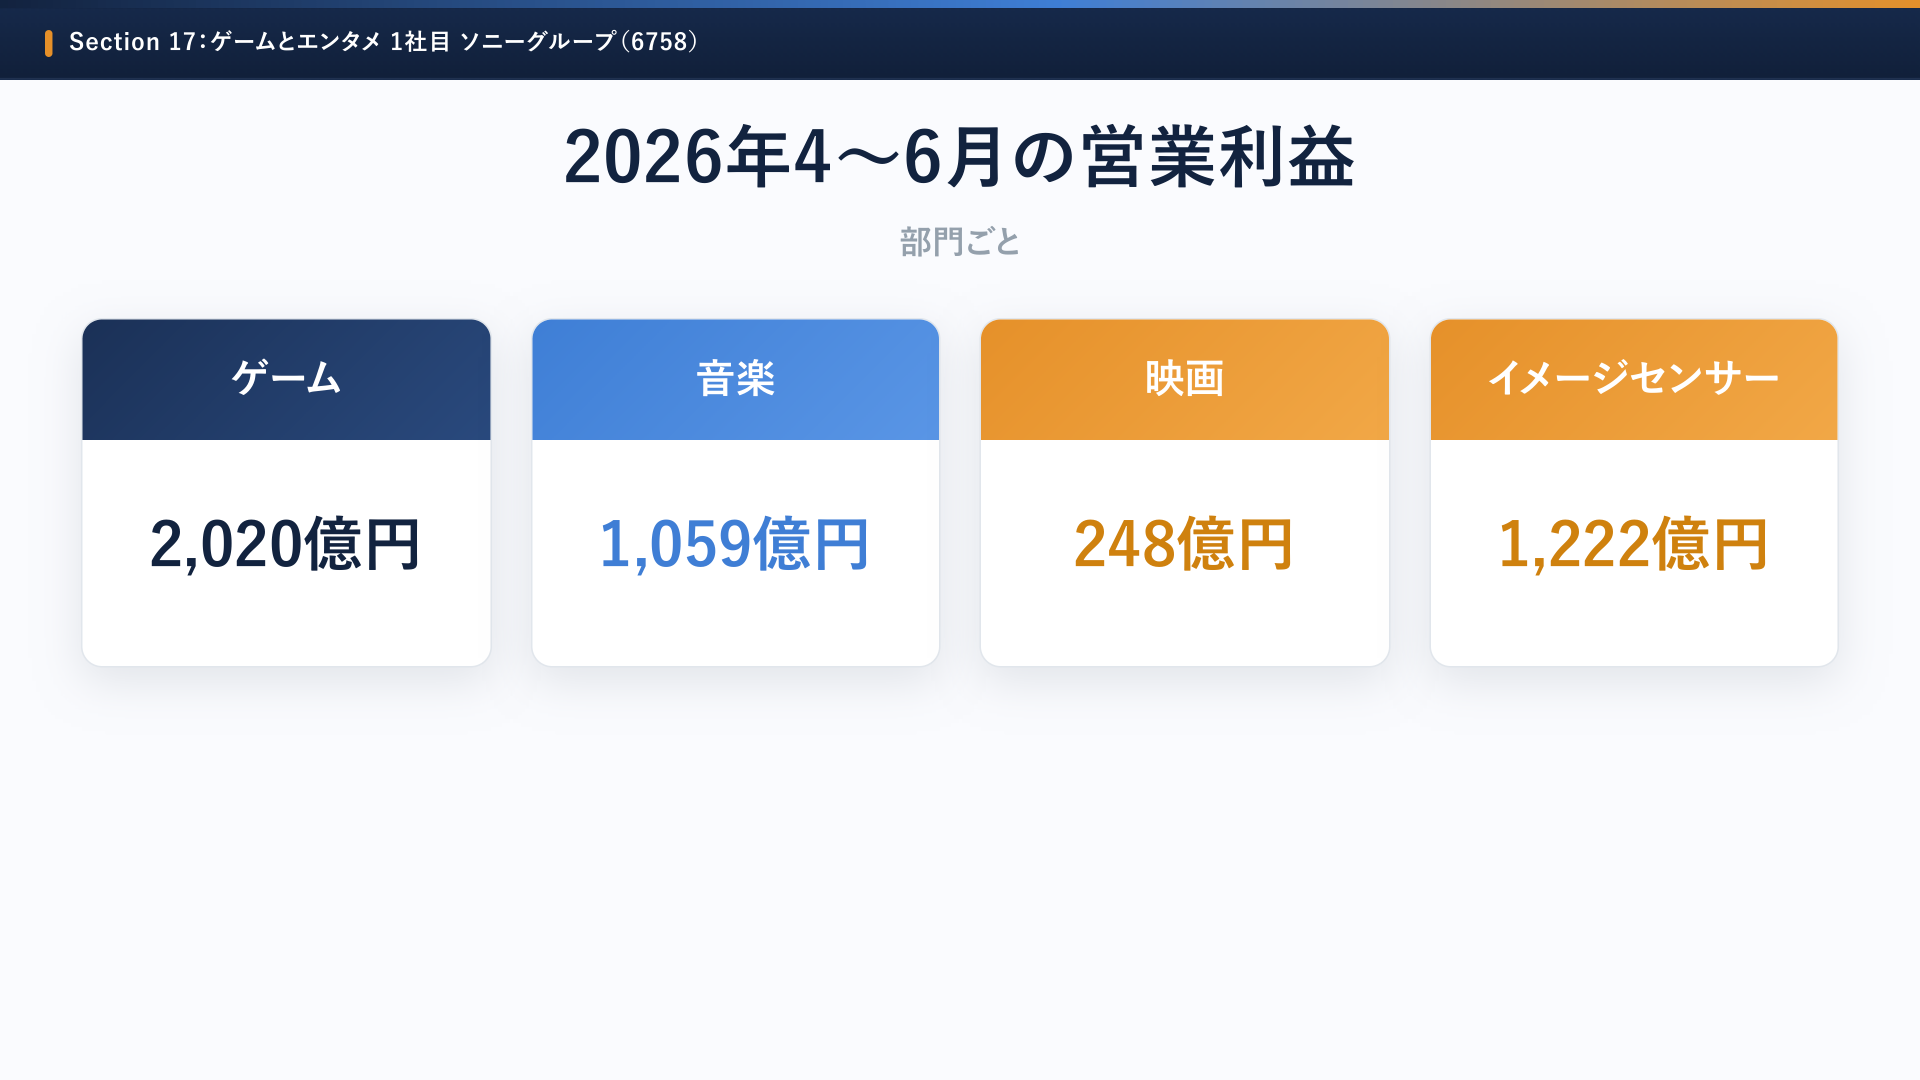 Section 17：ゲームとエンタメ 1社目 ソニーグループ（6758）
2026年4〜6月の営業利益
部門ごと
ゲーム
2,020億円
音楽
1,059億円
映画
248億円
イメージセンサー
1,222億円